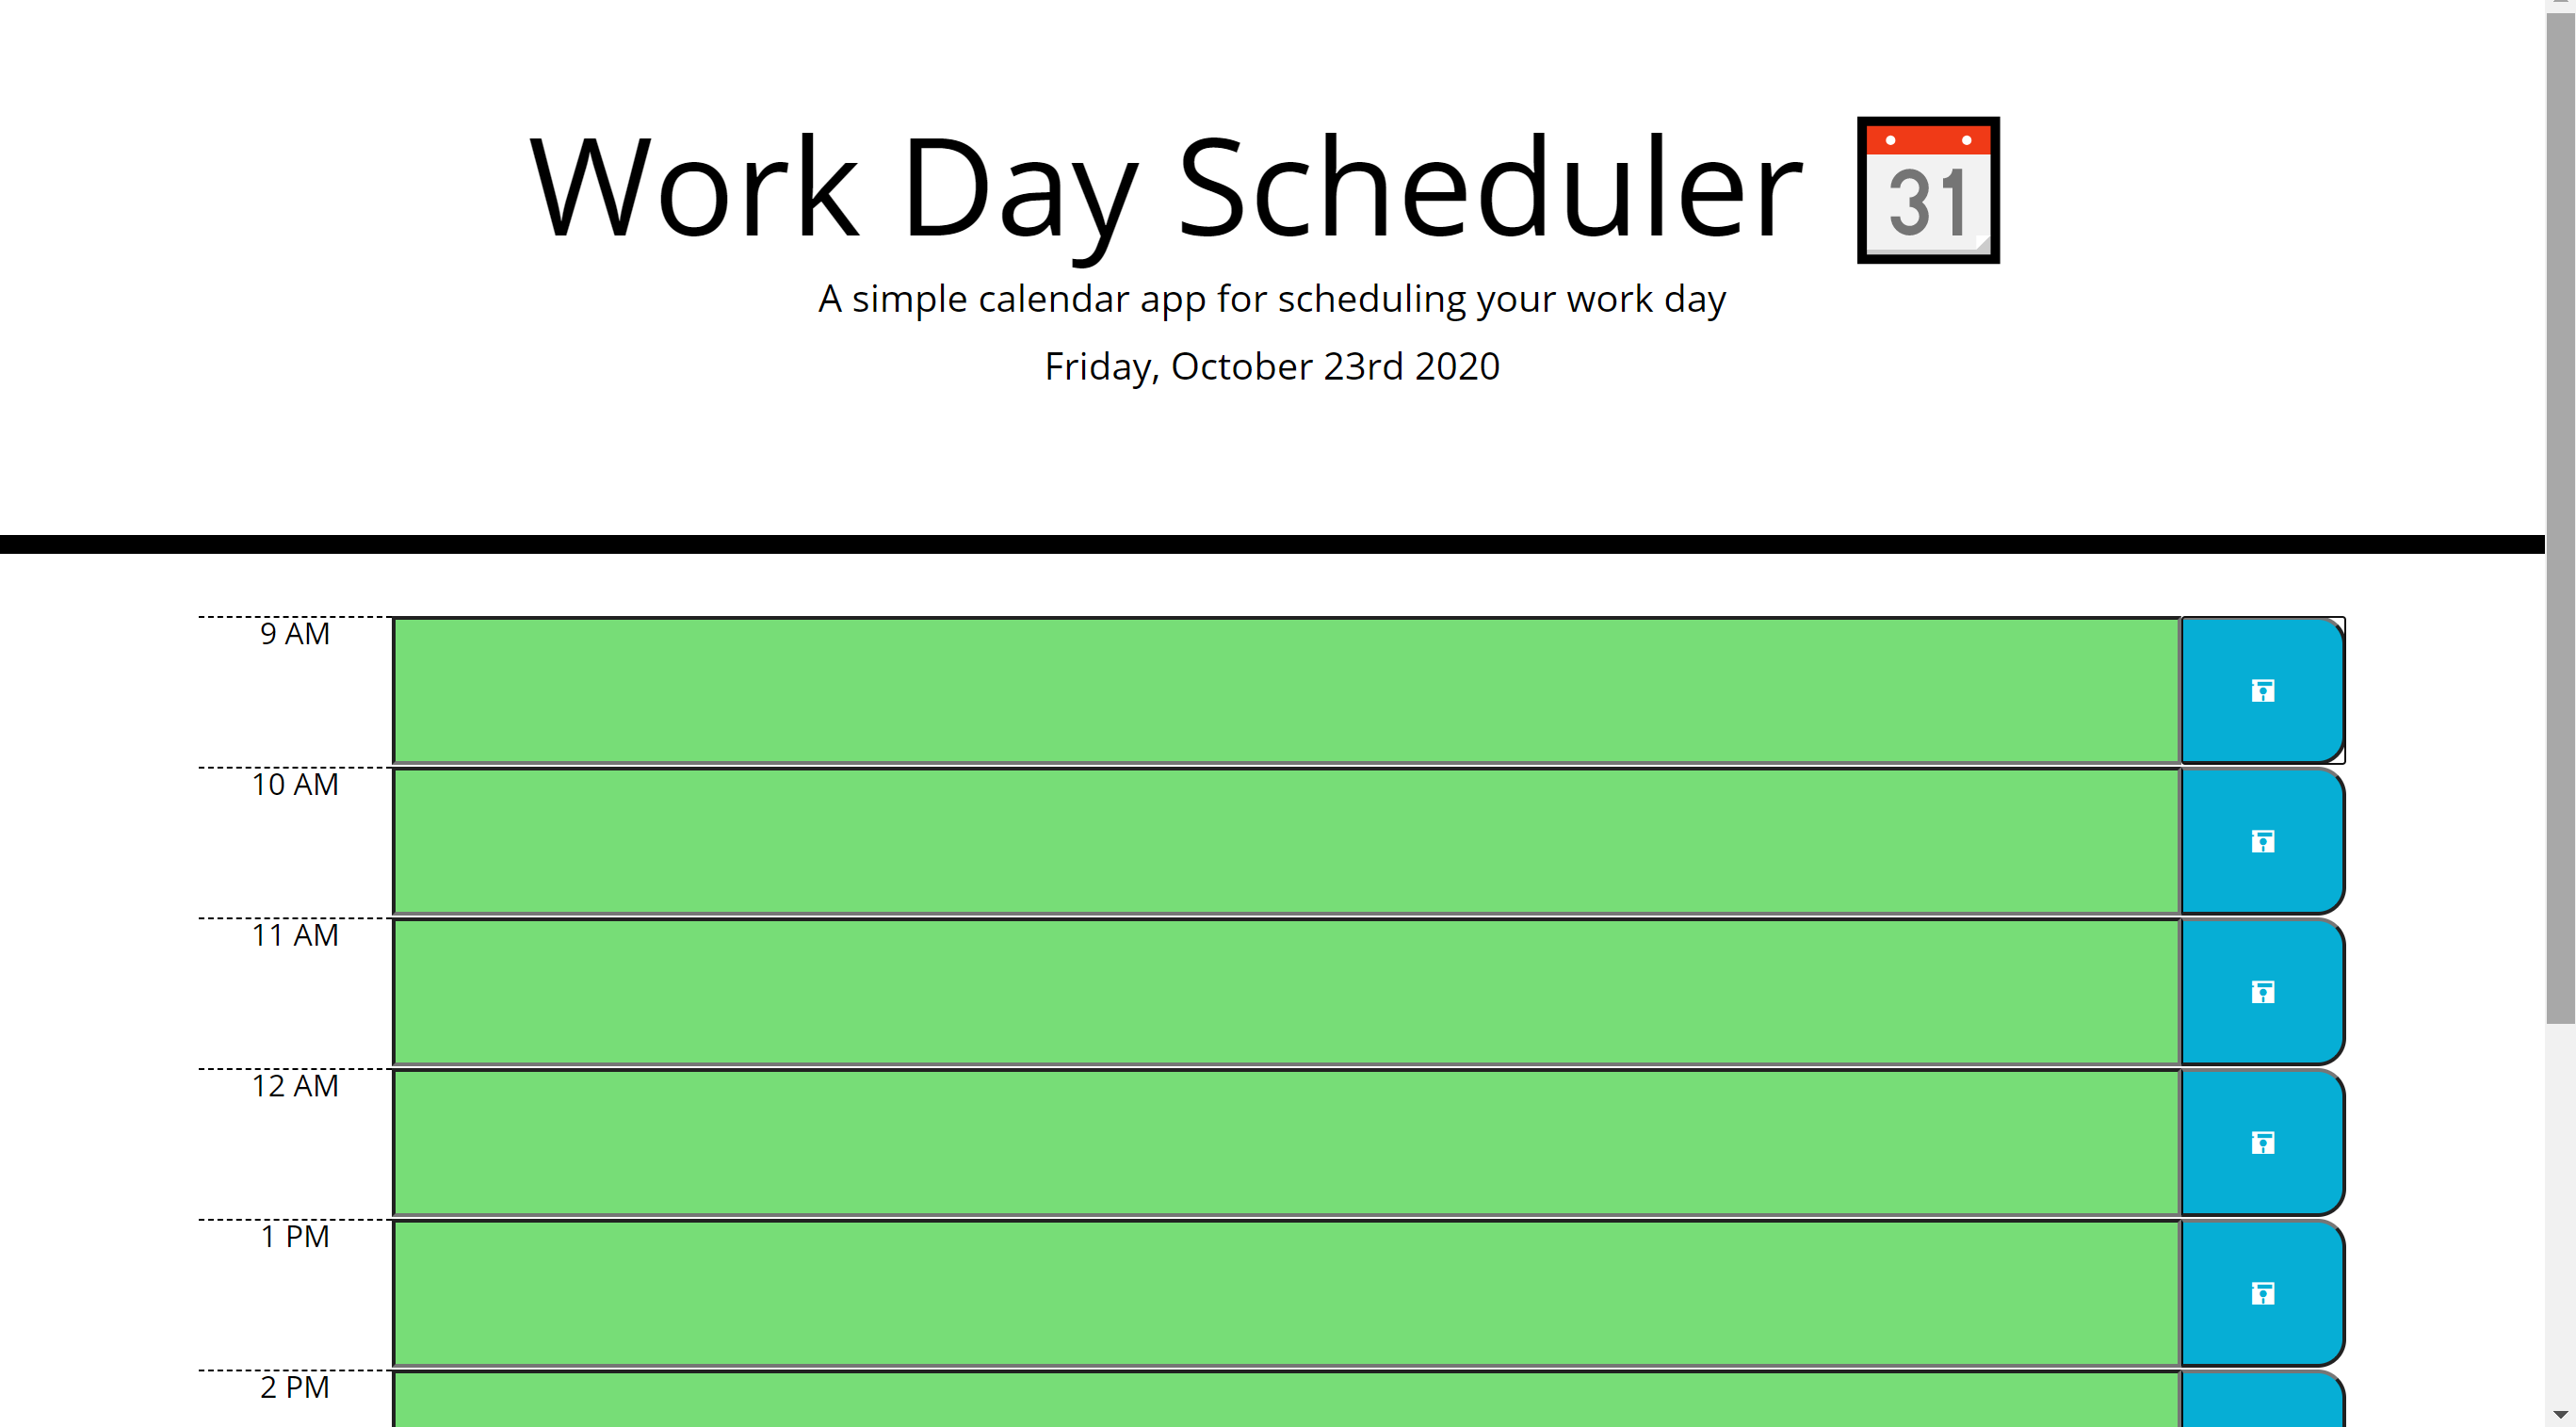 Work Day Scheduler 31
A simple calendar app for scheduling your work day
Friday, October 23rd 2020
9 AM
10 AM
11 AM
12 AM
1 PM
2 PM